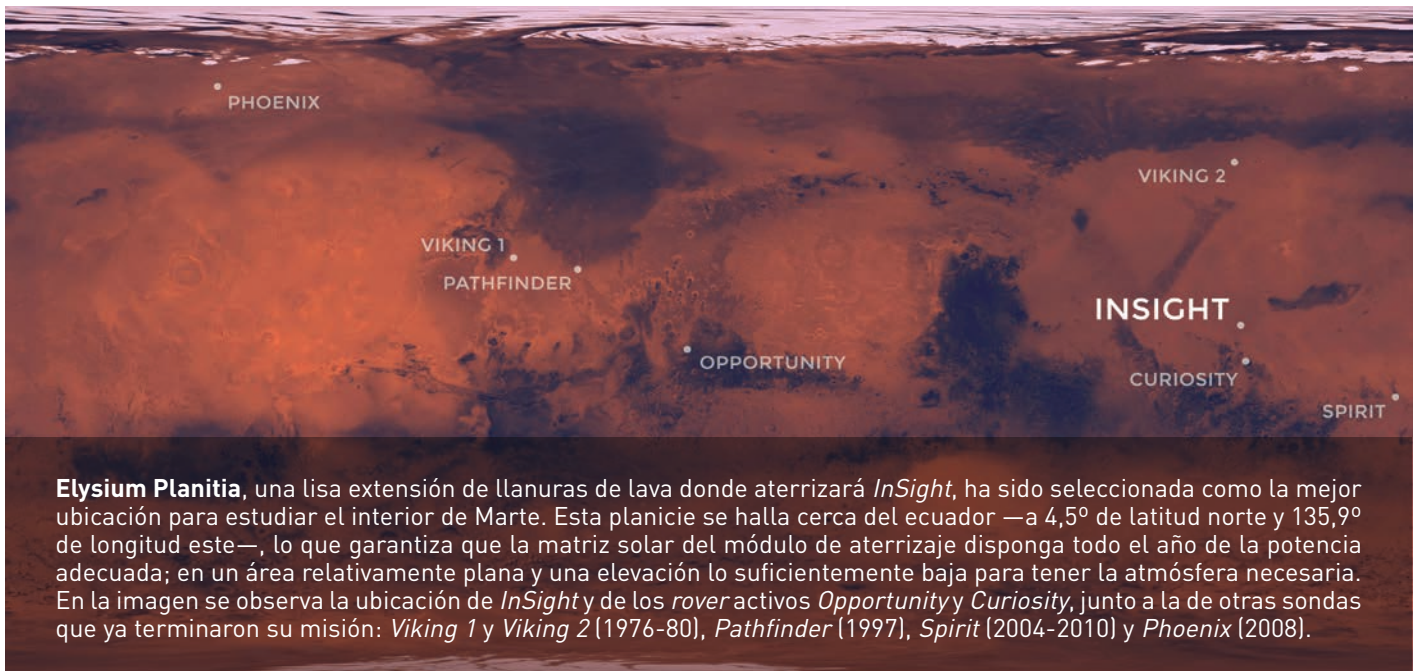 PHOENIX
VIKING 2
VIKING 1
PATHFINDER
INSIGHT
OPPORTUNITY
CURIOSITY
SPIRIT
Elysium Planitia, una lisa extensión de llanuras de lava donde aterrizará InSight, ha sido seleccionada como la mejor
ubicación para estudiar el interior de Marte. Esta planicie se halla cerca del ecuador —a 4,5º de latitud norte y 135,9º
de longitud este—, lo que garantiza que la matriz solar del módulo de aterrizaje disponga todo el año de la potencia
adecuada; en un área relativamente plana y una elevación lo suficientemente baja para tener la atmósfera necesaria.
En la imagen se observa la ubicación de InSight y de los rover activos Opportunity y Curiosity, junto a la de otras sondas
que ya terminaron su misión: Viking 1 y Viking 2 (1976-80), Pathfinder (1997), Spirit (2004-2010) y Phoenix (2008).